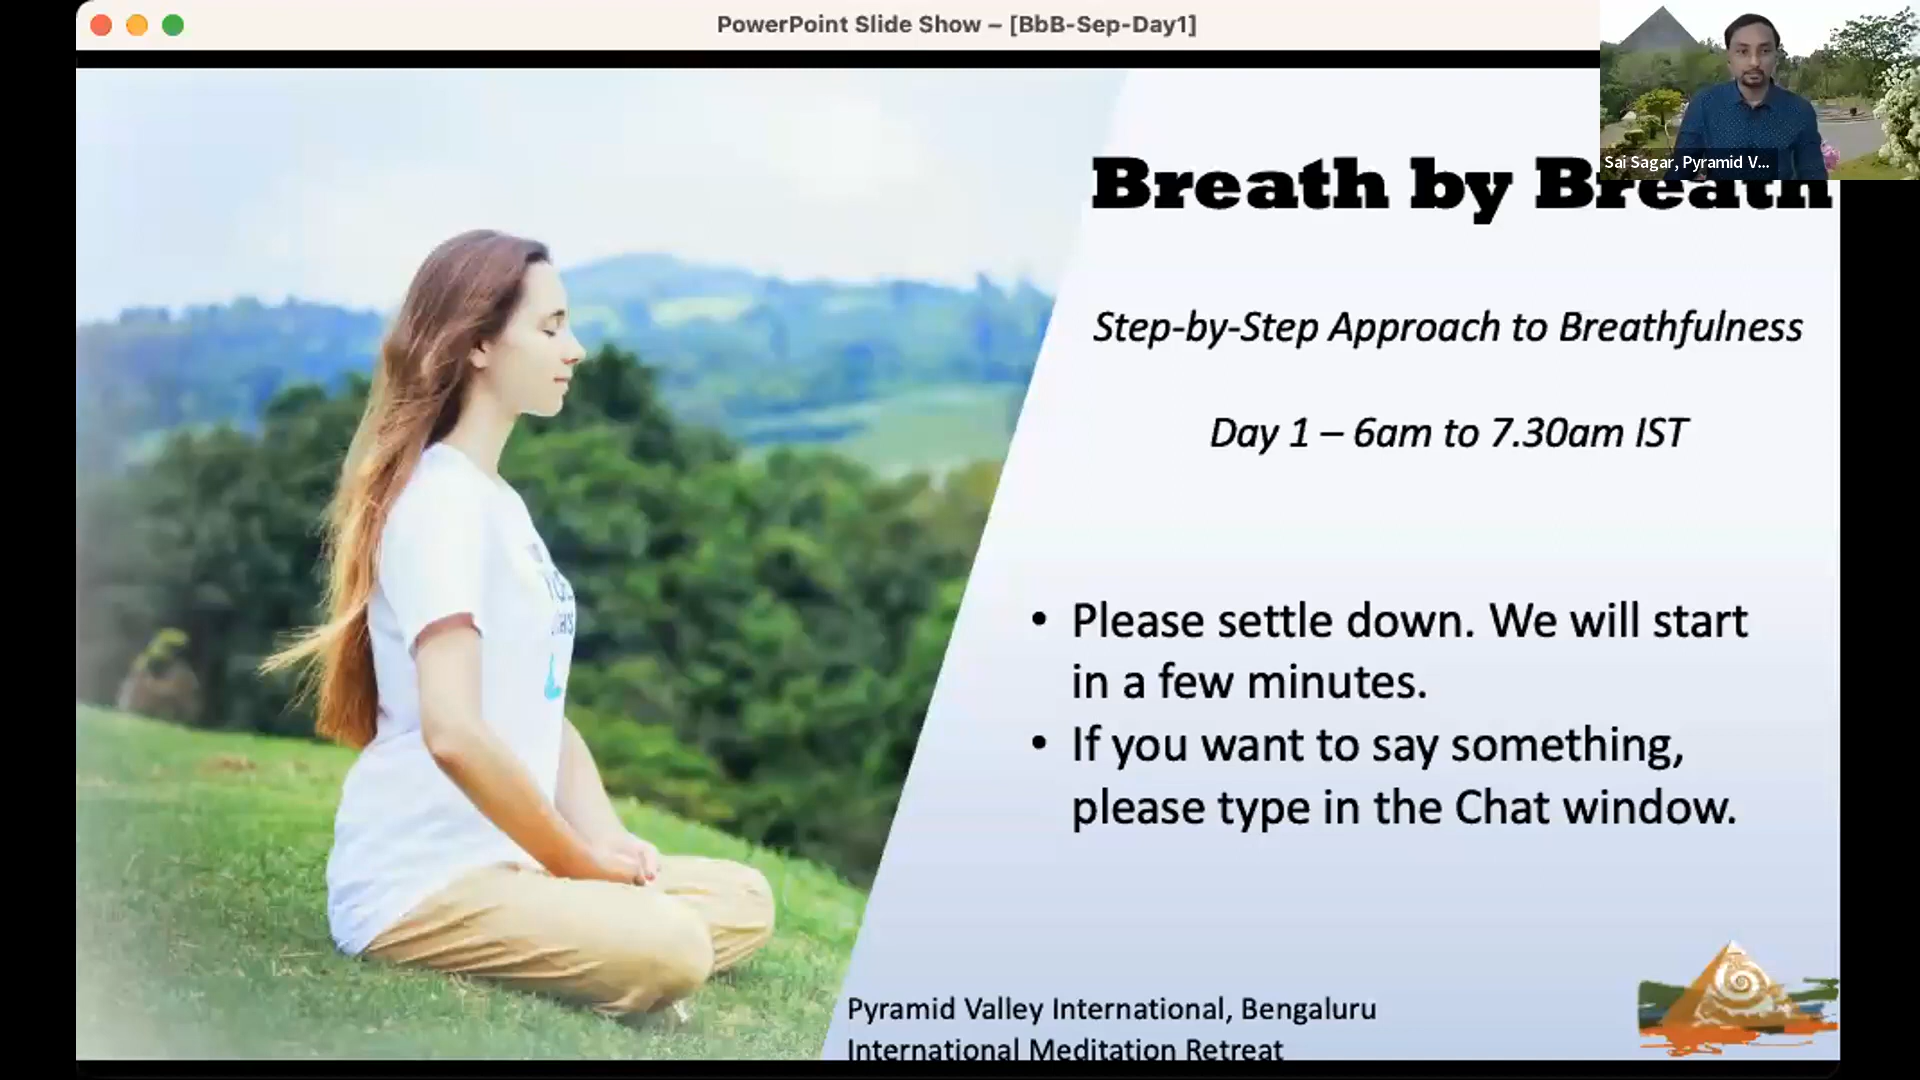 PowerPoint Slide Show – [BbB-Sep-Day1]
Sai Sagar, Pyramid V...
Breath by Breath
Step-by-Step Approach to Breathfulness
Day 1 – 6am to 7.30am IST
• Please settle down. We will start
in a few minutes.
• If you want to say something,
please type in the Chat window.
Pyramid Valley International, Bengaluru
International Meditation Retreat